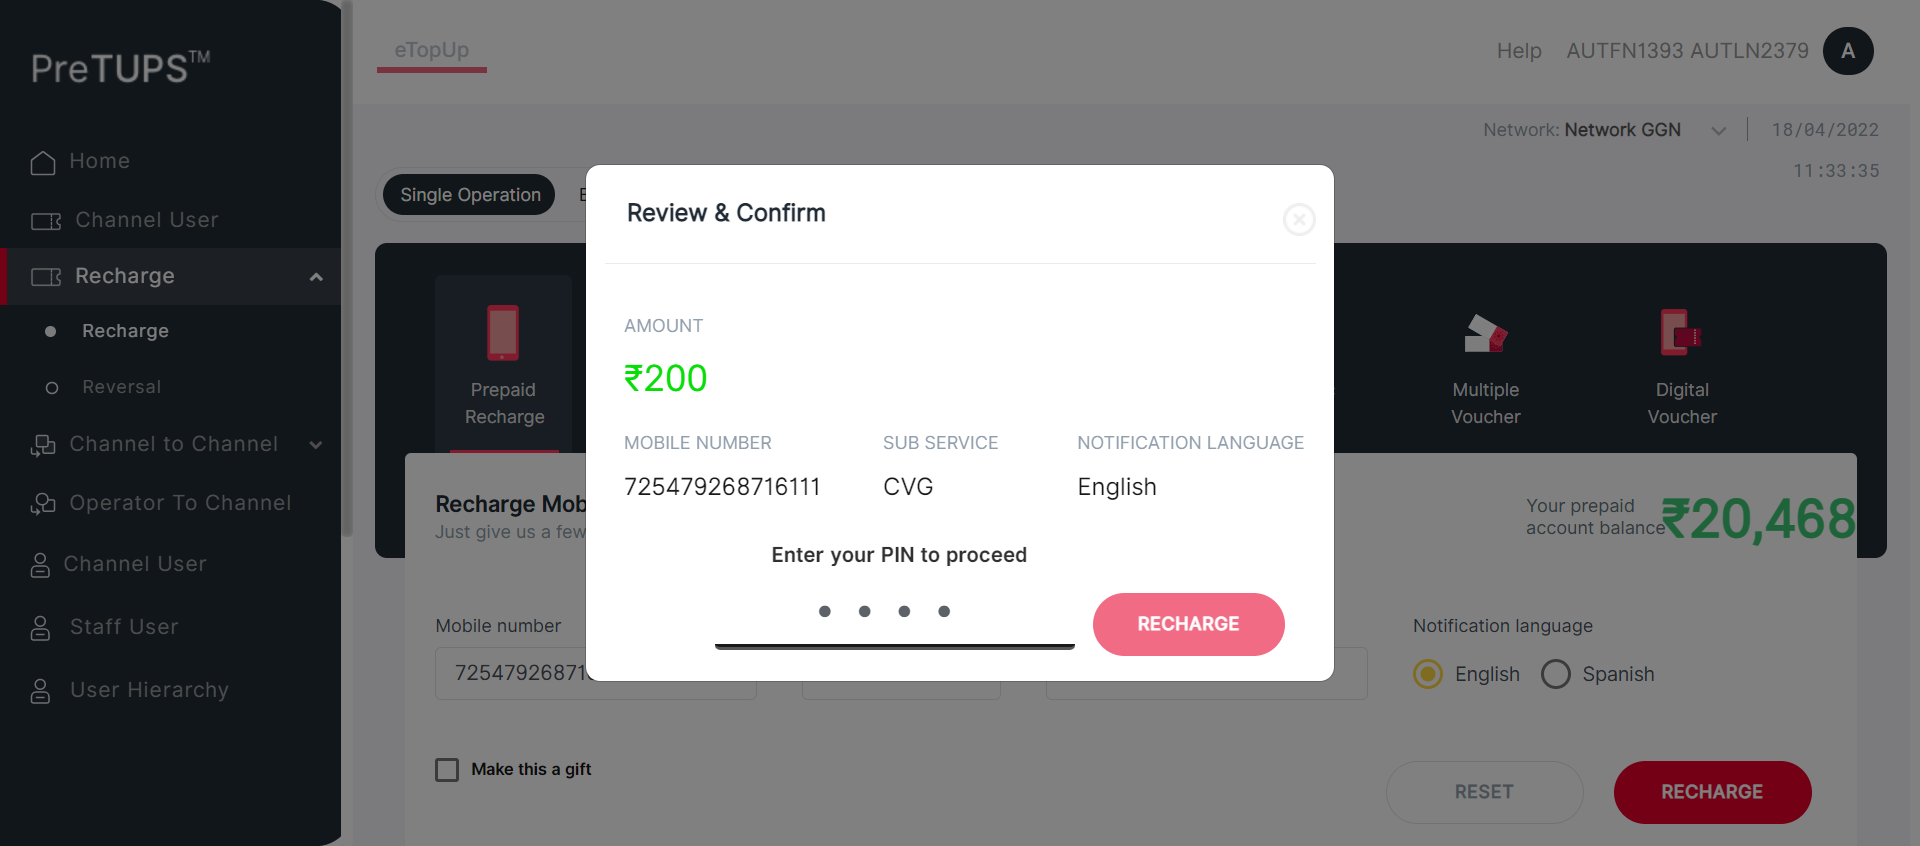 PreTUPS™
eTopUp
Help AUTFN1393 AUTLN2379 A
Network: Network GGN 18/04/2022
11:33:35
Home
Channel User
Recharge
Recharge
Reversal
Channel to Channel
Operator To Channel
Channel User
Staff User
User Hierarchy
Single Operation
Prepaid
Recharge
Multiple
Voucher
Digital
Voucher
Review & Confirm
AMOUNT
₹200
MOBILE NUMBER SUB SERVICE NOTIFICATION LANGUAGE
725479268716111 CVG English
Enter your PIN to proceed
RECHARGE
Recharge Mob
Just give us a few
Your prepaid
account balance
₹20,468
Mobile number
72547926871
Notification language
English Spanish
Make this a gift
RESET RECHARGE